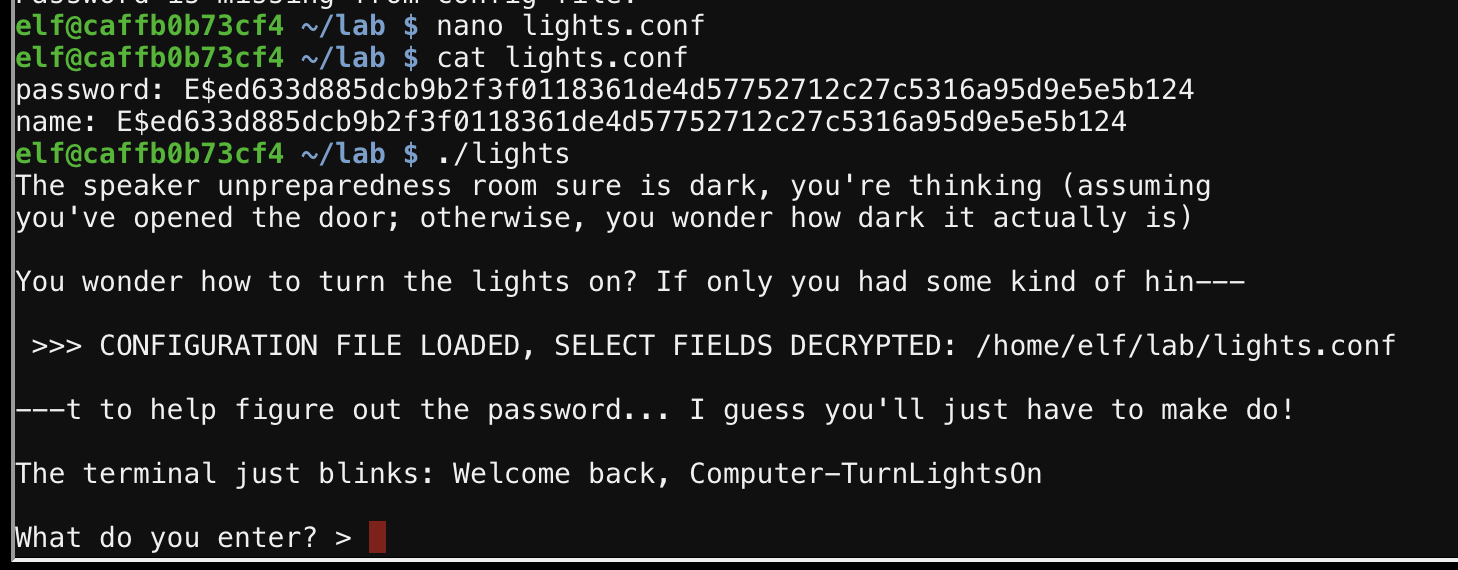 Password is missing from config file.
elf@caffb0b73cf4 ~/lab $ nano lights.conf
elf@caffb0b73cf4 ~/lab $ cat lights.conf
password: E$ed633d885dcb9b2f3f0118361de4d57752712c27c5316a95d9e5e5b124
name: E$ed633d885dcb9b2f3f0118361de4d57752712c27c5316a95d9e5e5b124
elf@caffb0b73cf4 ~/lab $ ./lights
The speaker unpreparedness room sure is dark, you're thinking (assuming
you've opened the door; otherwise, you wonder how dark it actually is)
You wonder how to turn the lights on? If only you had some kind of hin---
>>> CONFIGURATION FILE LOADED, SELECT FIELDS DECRYPTED: /home/elf/lab/lights.conf
---t to help figure out the password... I guess you'll just have to make do!
The terminal just blinks: Welcome back, Computer-TurnLightsOn
What do you enter? >